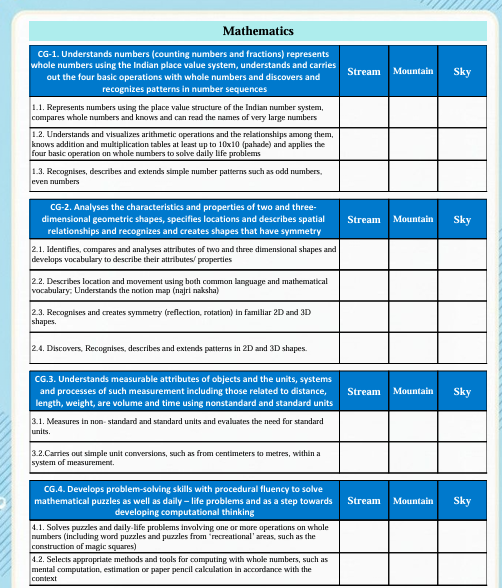 Mathematics
CG-1. Understands numbers (counting numbers and fractions) represents
whole numbers using the Indian place value system, understands and carries
out the four basic operations with whole numbers and discovers and
recognizes patterns in number sequences
Stream
Mountain
Sky
1.1. Represents numbers using the place value structure of the Indian number system,
compares whole numbers and knows and can read the names of very large numbers
1.2. Understands and visualizes arithmetic operations and the relationships among them,
knows addition and multiplication tables at least up to 10x10 (pahade) and applies the
four basic operation on whole numbers to solve daily life problems
1.3. Recognises, describes and extends simple number patterns such as odd numbers,
even numbers
CG-2. Analyses the characteristics and properties of two and three-
dimensional geometric shapes, specifies locations and describes spatial
relationships and recognizes and creates shapes that have symmetry
Stream
Mountain
Sky
2.1. Identifies, compares and analyses attributes of two and three dimensional shapes and
develops vocabulary to describe their attributes/ properties
2.2. Describes location and movement using both common language and mathematical
vocabulary; Understands the notion map (najri naksha)
2.3. Recognises and creates symmetry (reflection, rotation) in familiar 2D and 3D
shapes.
2.4. Discovers, Recognises, describes and extends patterns in 2D and 3D shapes.
CG.3. Understands measurable attributes of objects and the units, systems
and processes of such measurement including those related to distance,
length, weight, are volume and time using nonstandard and standard units
Stream
Mountain
Sky
3.1. Measures in non- standard and standard units and evaluates the need for standard
units.
3.2.Carries out simple unit conversions, such as from centimeters to metres, within a
system of measurement.
CG.4. Develops problem-solving skills with procedural fluency to solve
mathematical puzzles as well as daily – life problems and as a step towards
developing computational thinking
Stream
Mountain
Sky
4.1. Solves puzzles and daily-life problems involving one or more operations on whole
numbers (including word puzzles and puzzles from ‘recreational’ areas, such as the
construction of magic squares)
4.2. Selects appropriate methods and tools for computing with whole numbers, such as
mental computation, estimation or paper pencil calculation in accordance with the
context